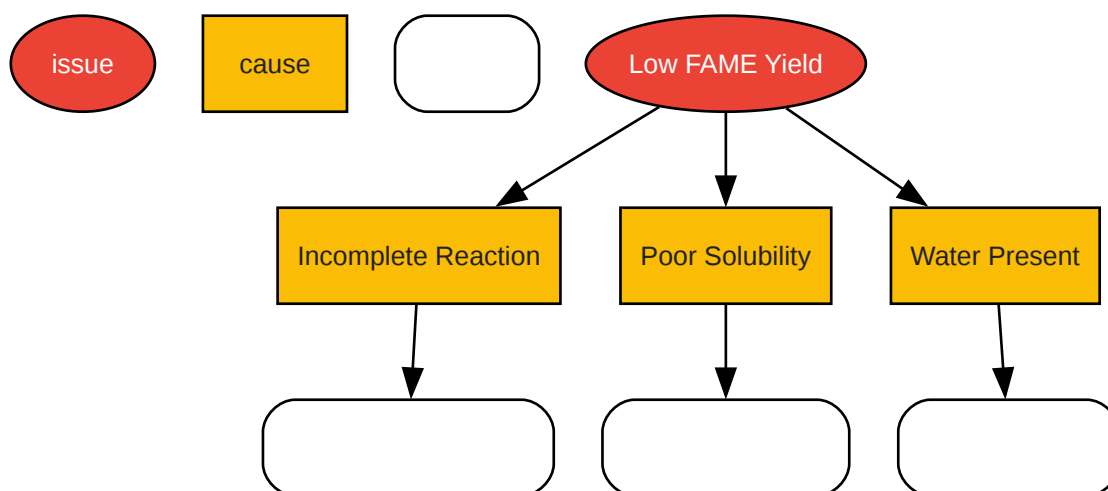 issue
cause
Low FAME Yield
Incomplete Reaction
Poor Solubility
Water Present